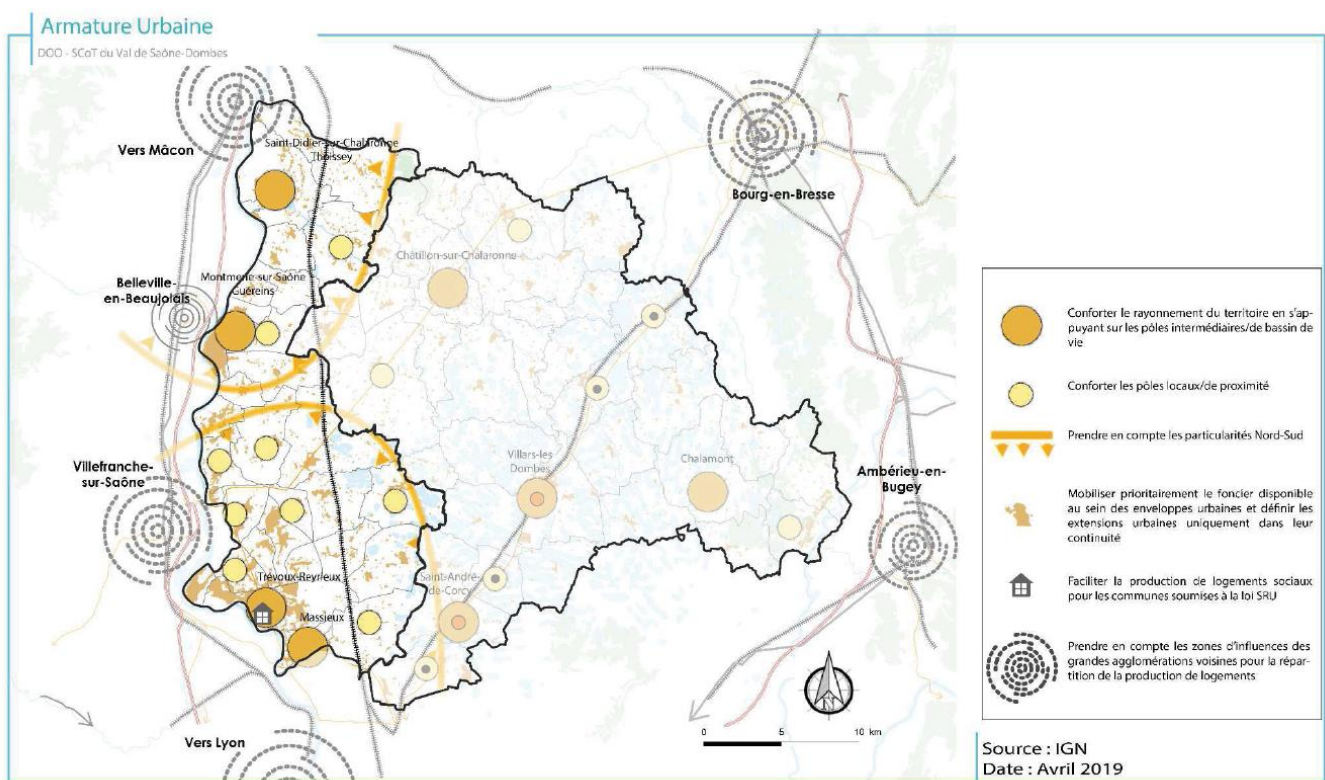 Armature Urbaine
DOO - SCoT du Val de Saône-Dombes
Vers Mâcon
Saint-Didier-sur-Chalaronne
Thoissey
Bourg-en-Bresse
Châtillon-sur-Chalaronne
Montmerle-sur-Saône
Guéreins
Belleville-
en-Beaujolais
Villefranche-
sur-Saône
Villars-les
Dombes
Chalamont
Ambérieu-en-
Bugey
Trévoux-Reyrieux
Saint-André-
de-Corcy
Massieux
Vers Lyon
N
0 5 10 km
Conforter le rayonnement du territoire en s'ap-
puyant sur les pôles intermédiaires/de bassin de
vie
Conforter les pôles locaux/de proximité
Prendre en compte les particularités Nord-Sud
Mobiliser prioritairement le foncier disponible
au sein des enveloppes urbaines et définir les
extensions urbaines uniquement dans leur
continuité
Faciliter la production de logements sociaux
pour les communes soumises à la loi SRU
Prendre en compte les zones d'influences des
grandes agglomérations voisines pour la répar-
tition de la production de logements
Source : IGN
Date : Avril 2019